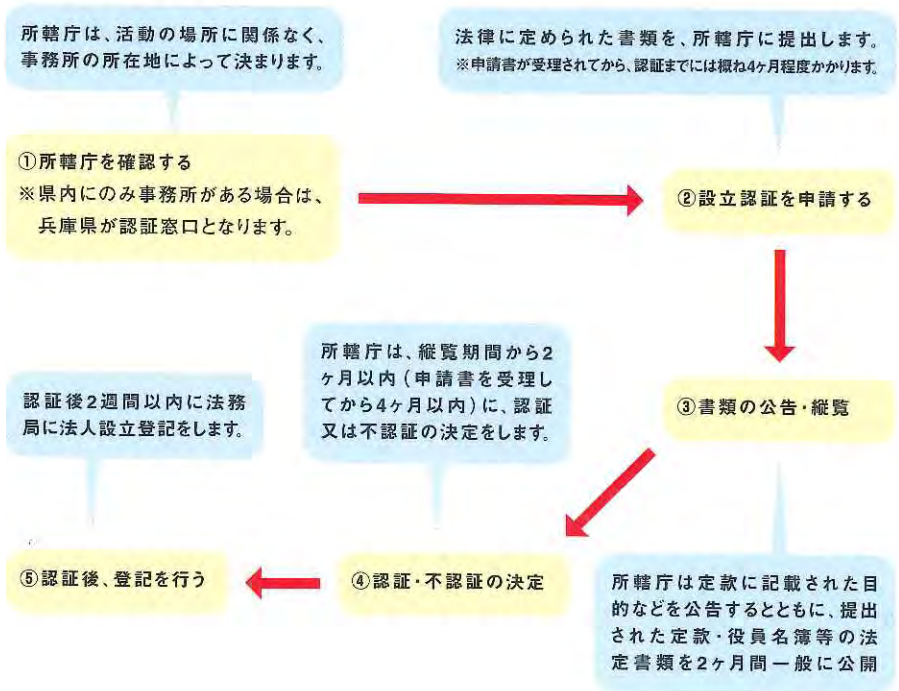 所轄庁は、活動の場所に関係なく、
事務所の所在地によって決まります。
法律に定められた書類を、所轄庁に提出します。
※申請書が受理されてから、認証までには概ね4ヶ月程度かかります。
①所轄庁を確認する
※県内にのみ事務所がある場合は、
兵庫県が認証窓口となります。
②設立認証を申請する
③書類の公告・縦覧
所轄庁は定款に記載された目
的などを公告するとともに、提出
された定款・役員名簿等の法
定書類を2ヶ月間一般に公開
所轄庁は、縦覧期間から2
ヶ月以内(申請書を受理し
てから4ヶ月以内)に、認証
又は不認証の決定をします。
④認証・不認証の決定
認証後2週間以内に法務
局に法人設立登記をします。
⑤認証後、登記を行う